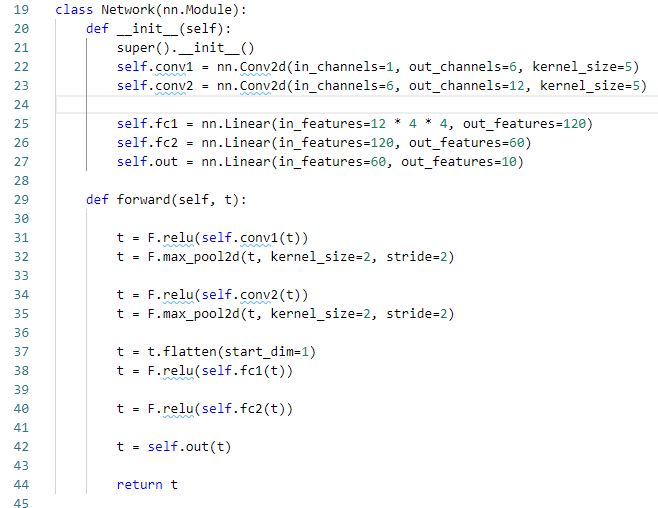 19 class Network(nn.Module):
20     def __init__(self):
21         super().__init__()
22         self.conv1 = nn.Conv2d(in_channels=1, out_channels=6, kernel_size=5)
23         self.conv2 = nn.Conv2d(in_channels=6, out_channels=12, kernel_size=5)
24
25         self.fc1 = nn.Linear(in_features=12 * 4 * 4, out_features=120)
26         self.fc2 = nn.Linear(in_features=120, out_features=60)
27         self.out = nn.Linear(in_features=60, out_features=10)
28
29     def forward(self, t):
30
31         t = F.relu(self.conv1(t))
32         t = F.max_pool2d(t, kernel_size=2, stride=2)
33
34         t = F.relu(self.conv2(t))
35         t = F.max_pool2d(t, kernel_size=2, stride=2)
36
37         t = t.flatten(start_dim=1)
38         t = F.relu(self.fc1(t))
39
40         t = F.relu(self.fc2(t))
41
42         t = self.out(t)
43
44         return t
45